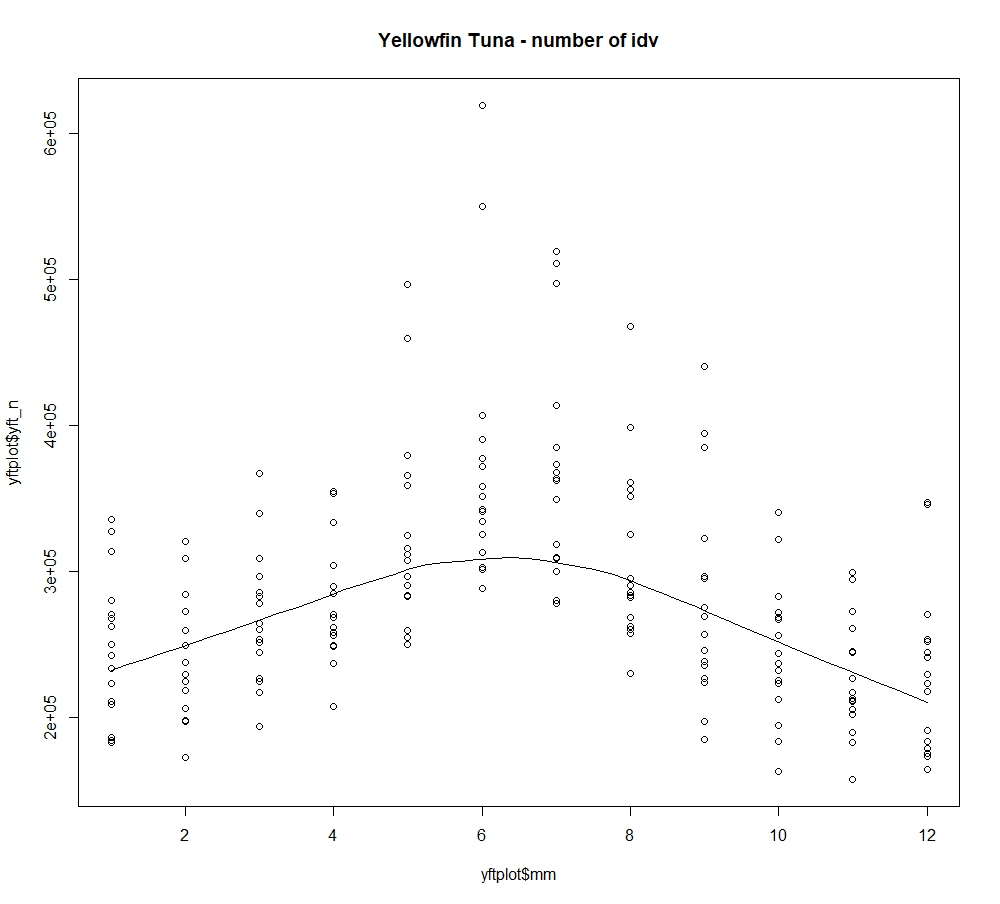 Yellowfin Tuna - number of idv
yftplot$yft_n
6e+05
5e+05
4e+05
3e+05
2e+05
2 4 6 8 10 12
yftplot$mm